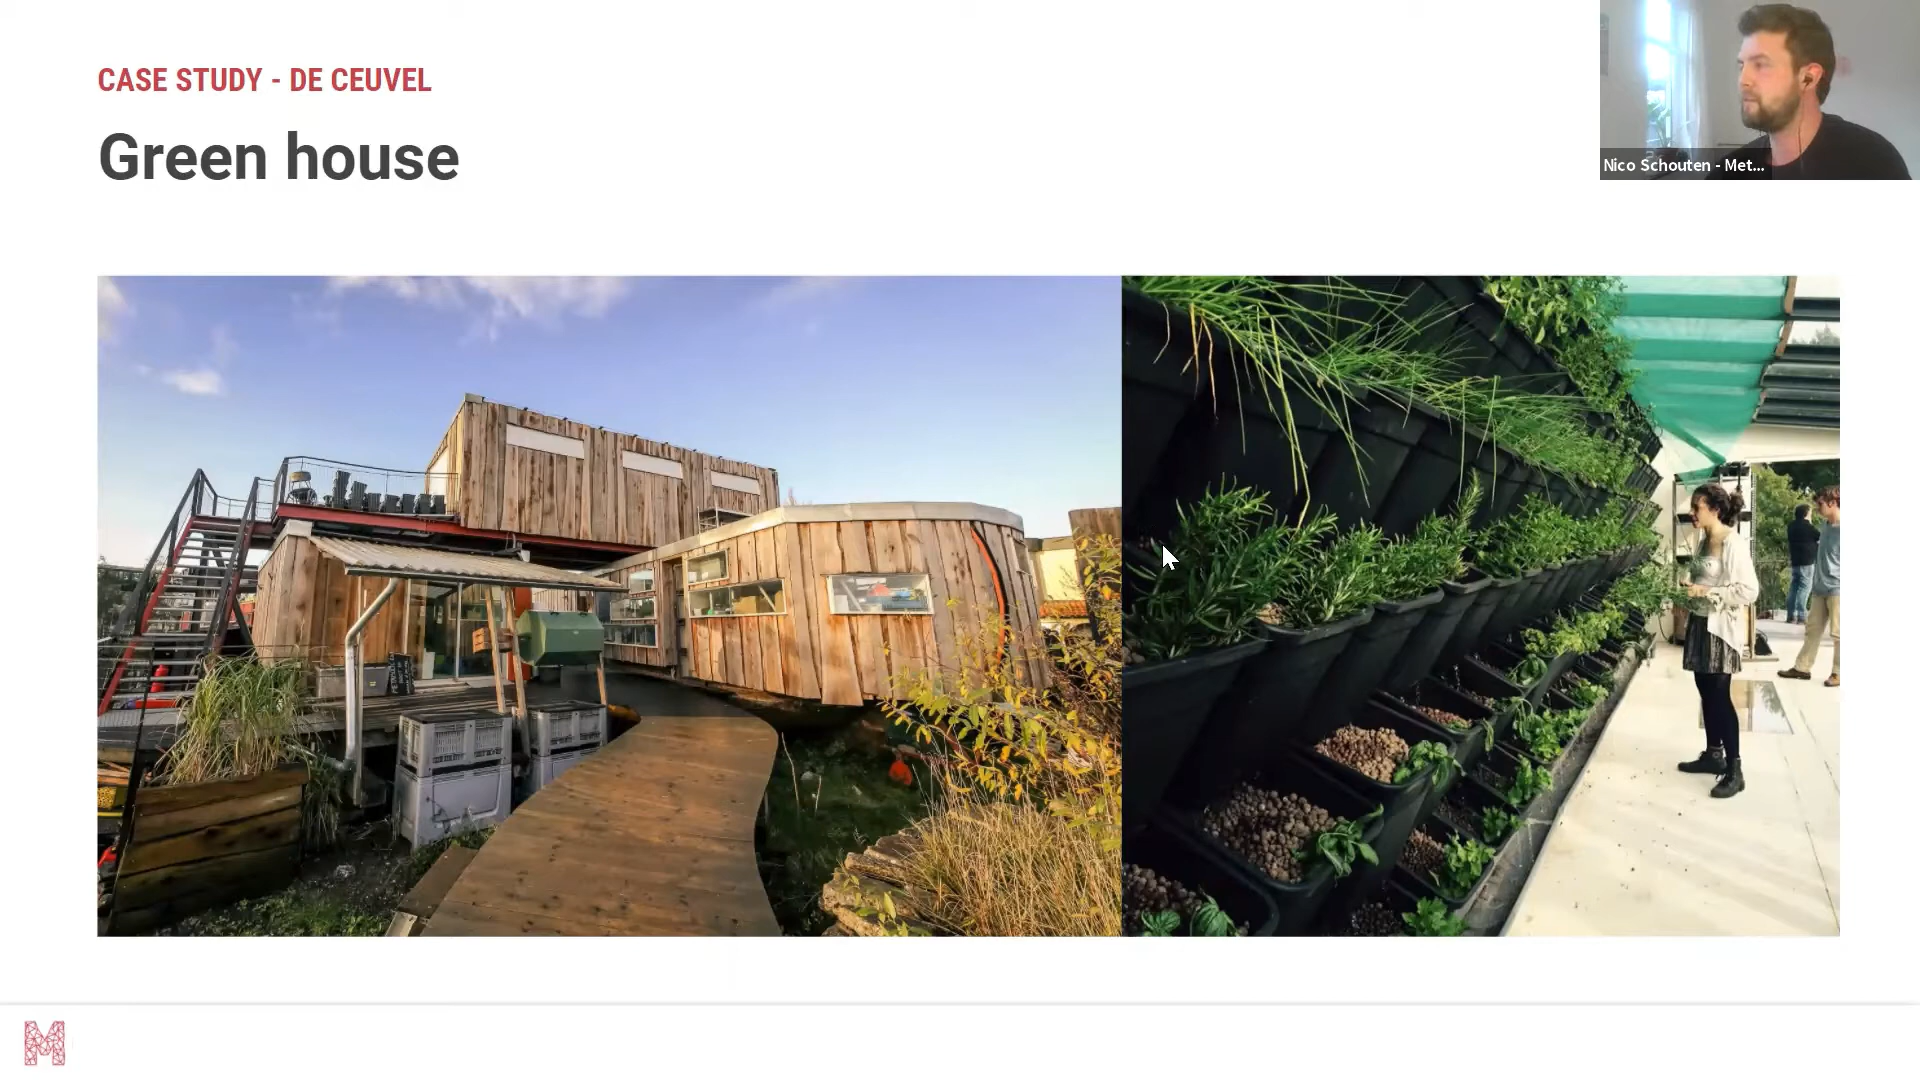 CASE STUDY - DE CEUVEL
Green house
Nico Schouten - Met...
M